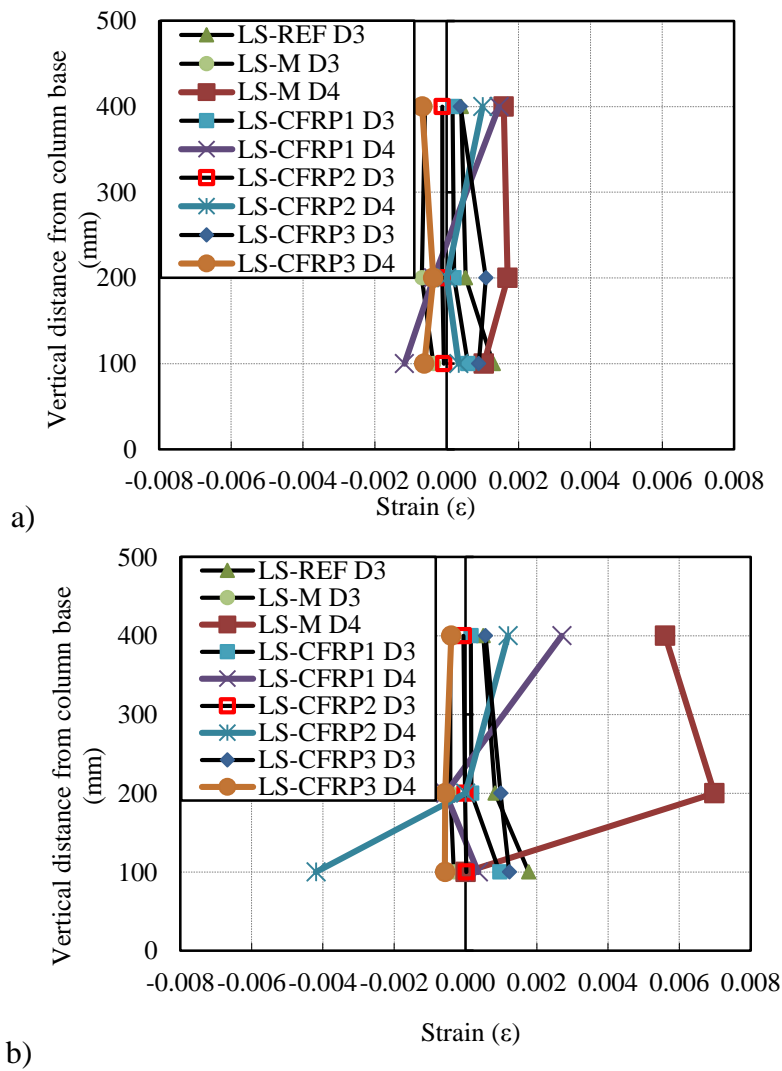 500
400
300
200
100
0
Vertical distance from column base
(mm)
LS-REF D3
LS-M D3
LS-M D4
LS-CFRP1 D3
LS-CFRP1 D4
LS-CFRP2 D3
LS-CFRP2 D4
LS-CFRP3 D3
LS-CFRP3 D4
-0.008 -0.006 -0.004 -0.002 0.000 0.002 0.004 0.006 0.008
Strain (ε)
a)
500
400
300
200
100
0
Vertical distance from column base
(mm)
LS-REF D3
LS-M D3
LS-M D4
LS-CFRP1 D3
LS-CFRP1 D4
LS-CFRP2 D3
LS-CFRP2 D4
LS-CFRP3 D3
LS-CFRP3 D4
-0.008 -0.006 -0.004 -0.002 0.000 0.002 0.004 0.006 0.008
Strain (ε)
b)